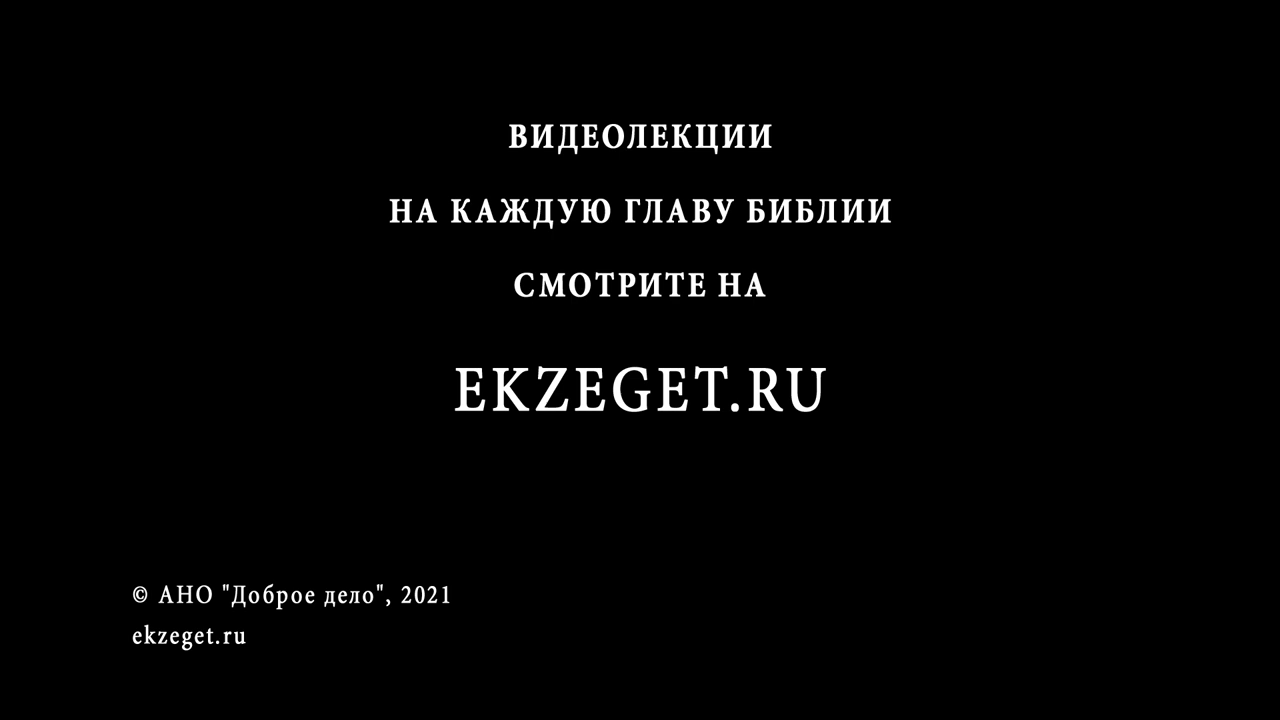 ВИДЕОЛЕКЦИИ
НА КАЖДУЮ ГЛАВУ БИБЛИИ
СМОТРИТЕ НА
EKZEGET.RU
© АНО "Доброе дело", 2021
ekzeget.ru